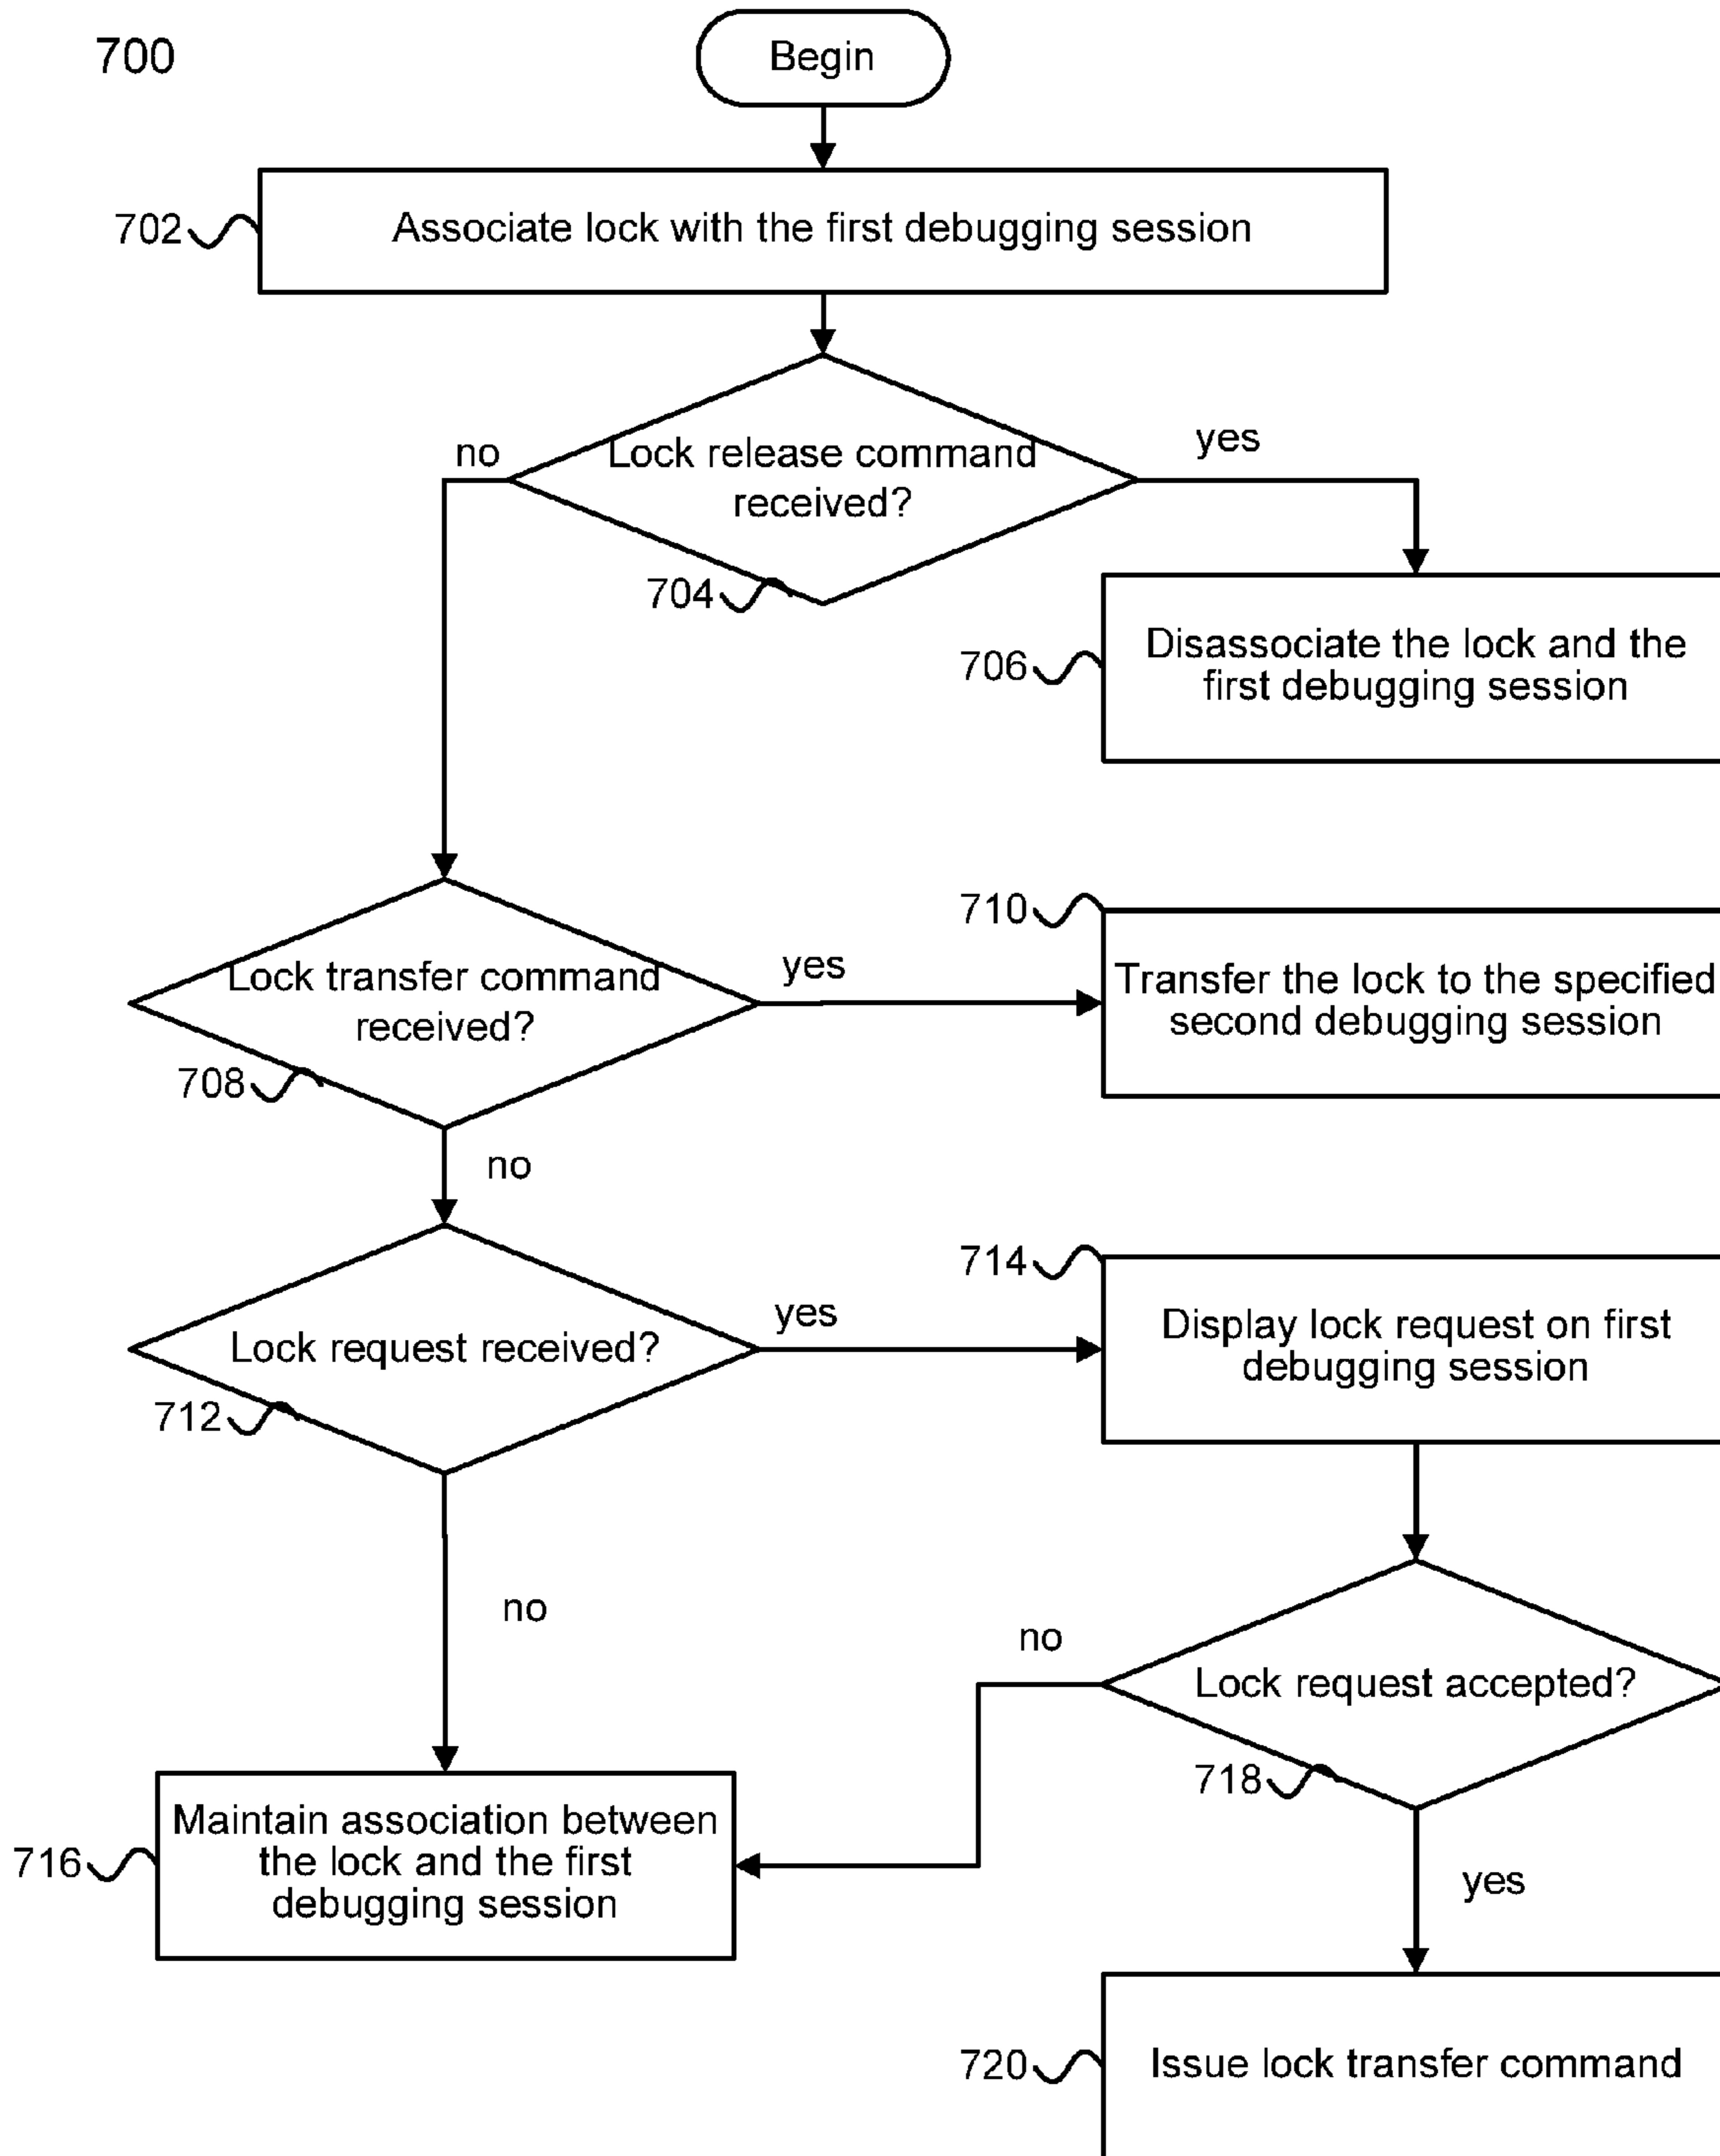 700
Begin
702
Associate lock with the first debugging session
no
Lock release command
received?
yes
704
706
Disassociate the lock and the
first debugging session
710
Lock transfer command
received?
yes
Transfer the lock to the specified
second debugging session
708
no
714
Lock request received?
yes
Display lock request on first
debugging session
712
no
no
Lock request accepted?
718
716
Maintain association between
the lock and the first
debugging session
yes
720
Issue lock transfer command